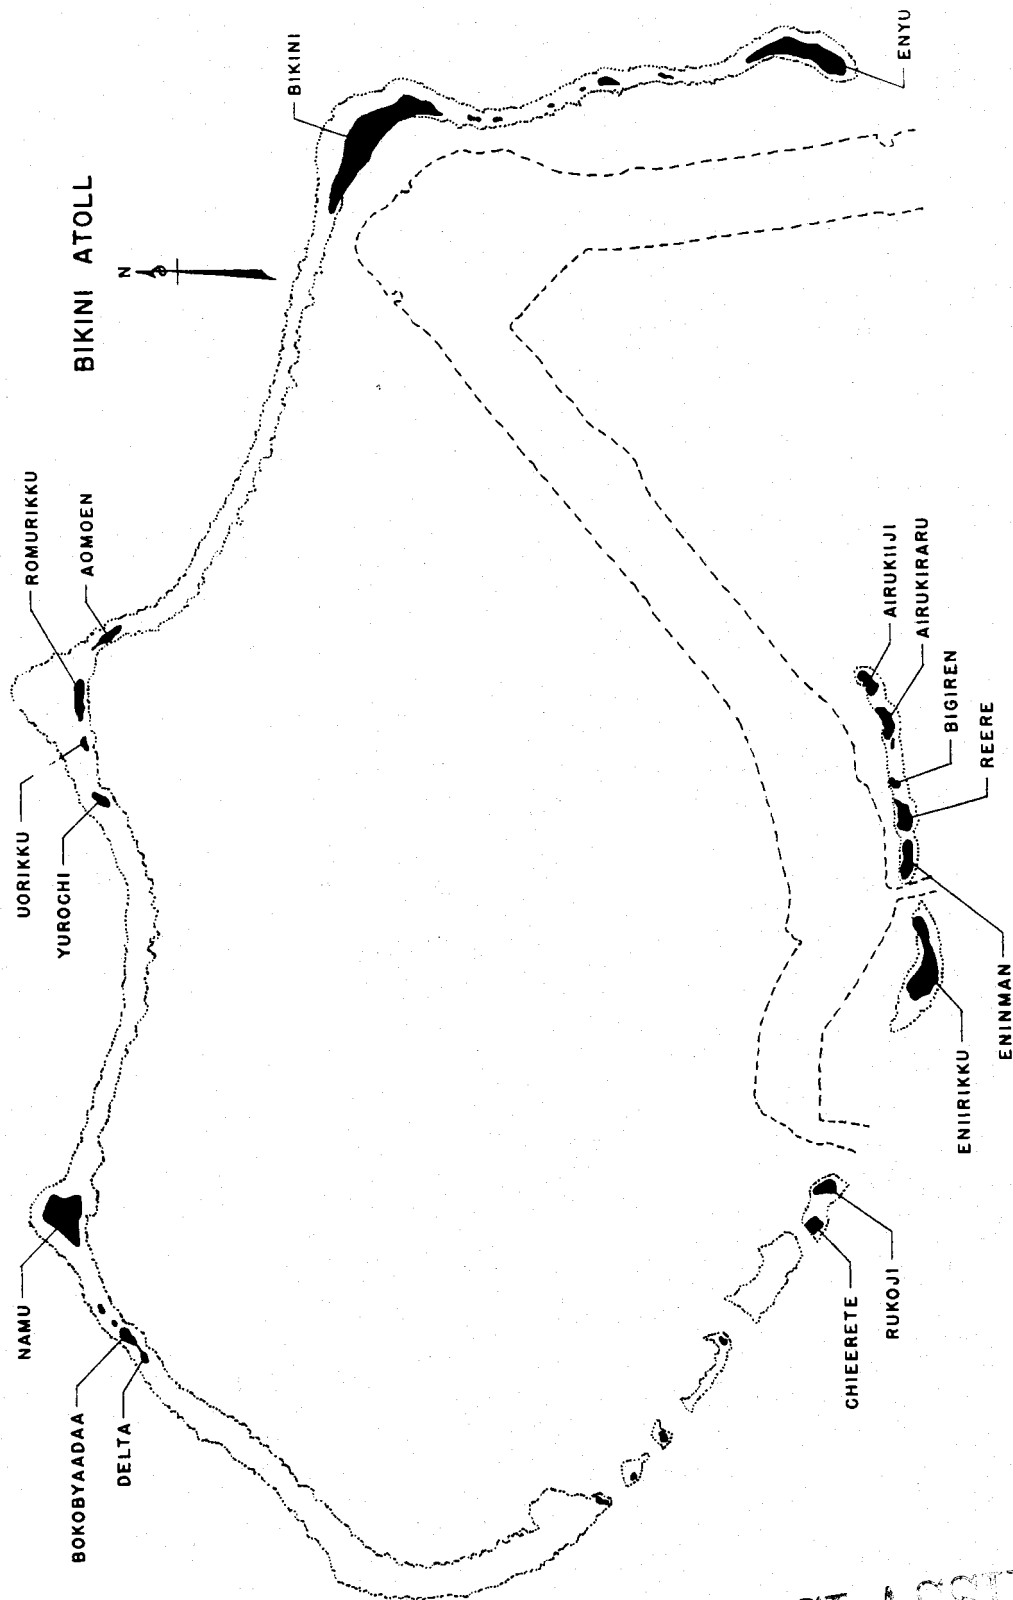 BIKINI ATOLL
N
NAMU
BOKOBYAADAA
DELTA
UORIKKU
YUROCHI
ROMURIKKU
AOMOEN
BIKINI
ENYU
AIRUKIIJI
AIRUKIRARU
BIGIREN
REERE
ENINMAN
ENIIRIKKU
RUKOJI
CHIEERETE